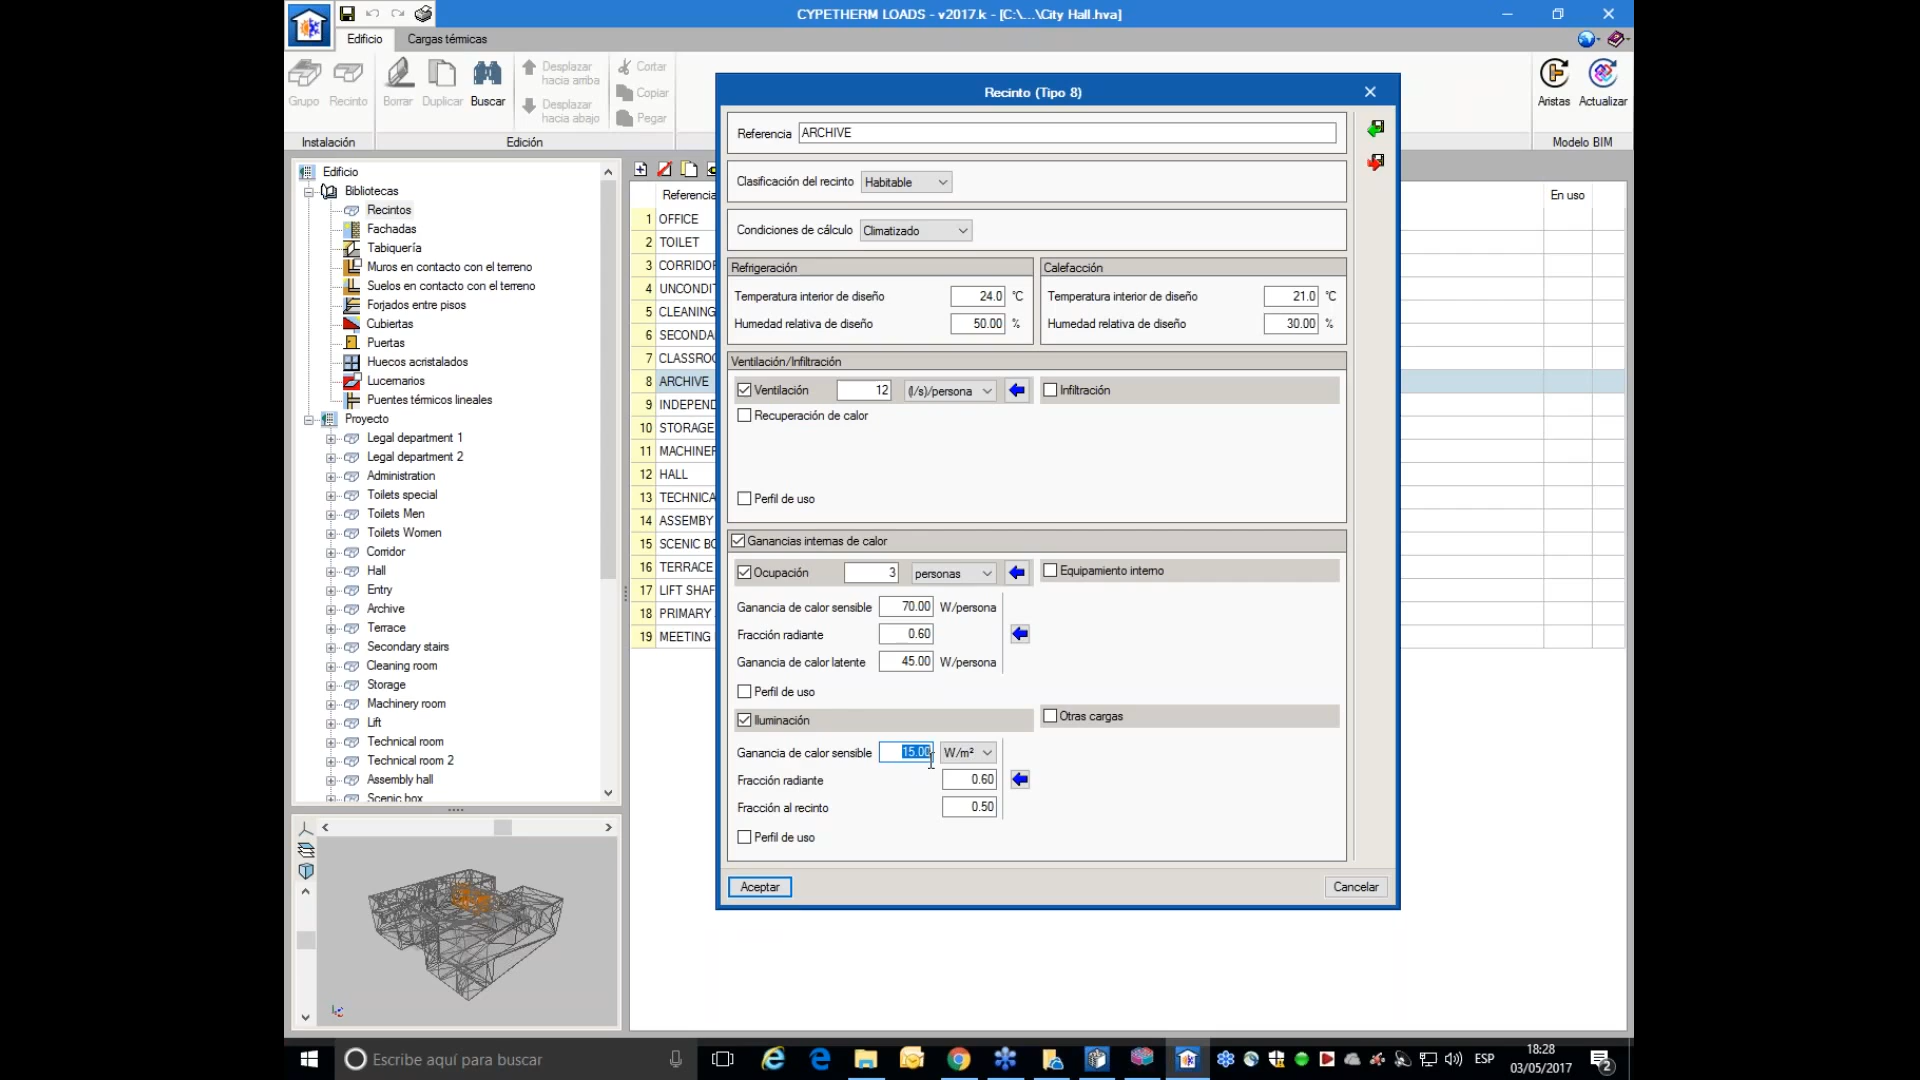 CYPETHERM LOADS - v2017.k - [C:\...\City Hall.hva]
Edificio
Cargas térmicas
Grupo
Recinto
Borrar
Duplicar
Buscar
Desplazar
hacia arriba
Desplazar
hacia abajo
Cortar
Copiar
Pegar
Aristas
Actualizar
Instalación
Edición
Modelo BIM
Edificio
Bibliotecas
Recintos
Fachadas
Tabiquería
Muros en contacto con el terreno
Suelos en contacto con el terreno
Forjados entre pisos
Cubiertas
Puertas
Huecos acristalados
Lucernarios
Puentes térmicos lineales
Proyecto
Legal department 1
Legal department 2
Administration
Toilets special
Toilets Men
Toilets Women
Corridor
Hall
Entry
Archive
Terrace
Secondary stairs
Cleaning room
Storage
Machinery room
Lift
Technical room
Technical room 2
Assembly hall
Scenic box
Referencia
En uso
1 OFFICE
2 TOILET
3 CORRIDOR
4 UNCONDIT
5 CLEANING
6 SECONDA
7 CLASSROO
8 ARCHIVE
9 INDEPEND
10 STORAGE
11 MACHINER
12 HALL
13 TECHNICA
14 ASSEMBY
15 SCENIC BO
16 TERRACE
17 LIFT SHAF
18 PRIMARY
19 MEETING
Recinto (Tipo 8)
Referencia ARCHIVE
Clasificación del recinto Habitable
Condiciones de cálculo Climatizado
Refrigeración
Temperatura interior de diseño 24.0 °C
Humedad relativa de diseño 50.00 %
Calefacción
Temperatura interior de diseño 21.0 °C
Humedad relativa de diseño 30.00 %
Ventilación/Infiltración
Ventilación 12 (l/s)/persona
Infiltración
Recuperación de calor
Perfil de uso
Ganancias internas de calor
Ocupación 3 personas
Equipamiento interno
Ganancia de calor sensible 70.00 W/persona
Fracción radiante 0.60
Ganancia de calor latente 45.00 W/persona
Perfil de uso
Iluminación
Otras cargas
Ganancia de calor sensible 15.00 W/m²
Fracción radiante 0.60
Fracción al recinto 0.50
Perfil de uso
Aceptar
Cancelar
Escribe aquí para buscar
ESP
18:28
03/05/2017
2